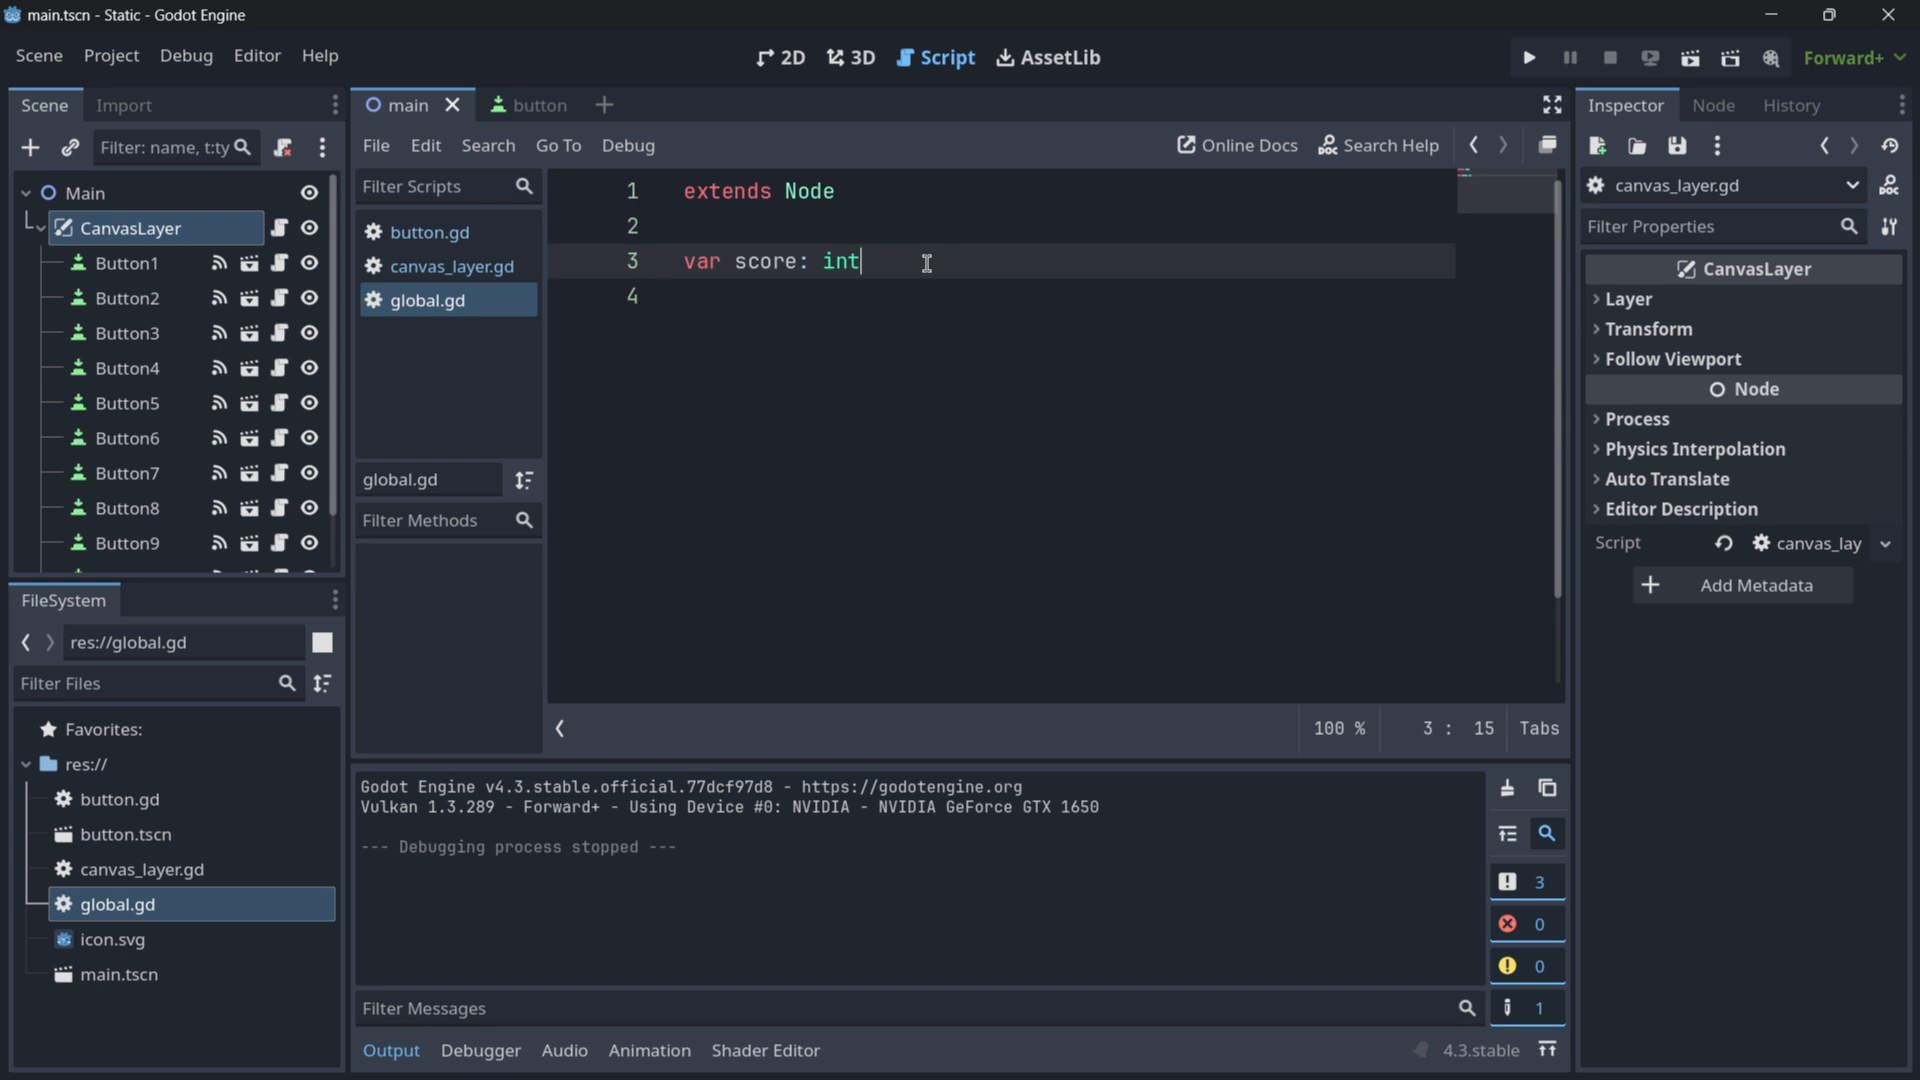 main.tscn - Static - Godot Engine
Scene Project Debug Editor Help
2D 3D Script AssetLib
Forward+
Scene Import
Filter: name, t:ty
Main
CanvasLayer
Button1
Button2
Button3
Button4
Button5
Button6
Button7
Button8
Button9
FileSystem
res://global.gd
Filter Files
Favorites:
res://
button.gd
button.tscn
canvas_layer.gd
global.gd
icon.svg
main.tscn
main button
File Edit Search Go To Debug
Online Docs Search Help
Filter Scripts
button.gd
canvas_layer.gd
global.gd
global.gd
Filter Methods
1 extends Node
2
3 var score: int
4
100 % 3 : 15 Tabs
Godot Engine v4.3.stable.official.77dcf97d8 - https://godotengine.org
Vulkan 1.3.289 - Forward+ - Using Device #0: NVIDIA - NVIDIA GeForce GTX 1650
--- Debugging process stopped ---
3
0
0
1
Filter Messages
Output Debugger Audio Animation Shader Editor
4.3.stable
Inspector Node History
canvas_layer.gd
DOC
Filter Properties
CanvasLayer
Layer
Transform
Follow Viewport
Node
Process
Physics Interpolation
Auto Translate
Editor Description
Script canvas_lay
Add Metadata